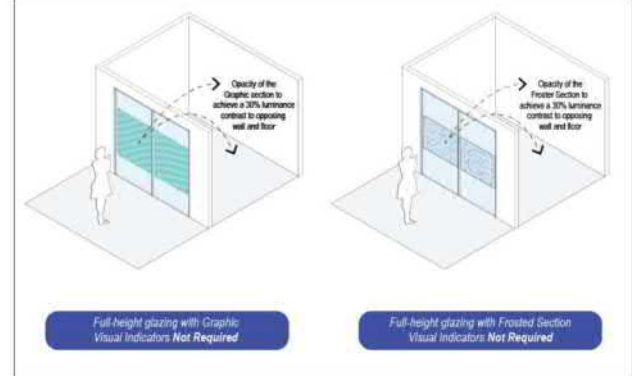 Opacity of the
Graphic section to
achieve a 30% luminance
contrast to opposing
wall and floor
Opacity of the
Froster Section to
achieve a 30% luminance
contrast to opposing
wall and floor
Full-height glazing with Graphic
Visual Indicators Not Required
Full-height glazing with Frosted Section
Visual Indicators Not Required